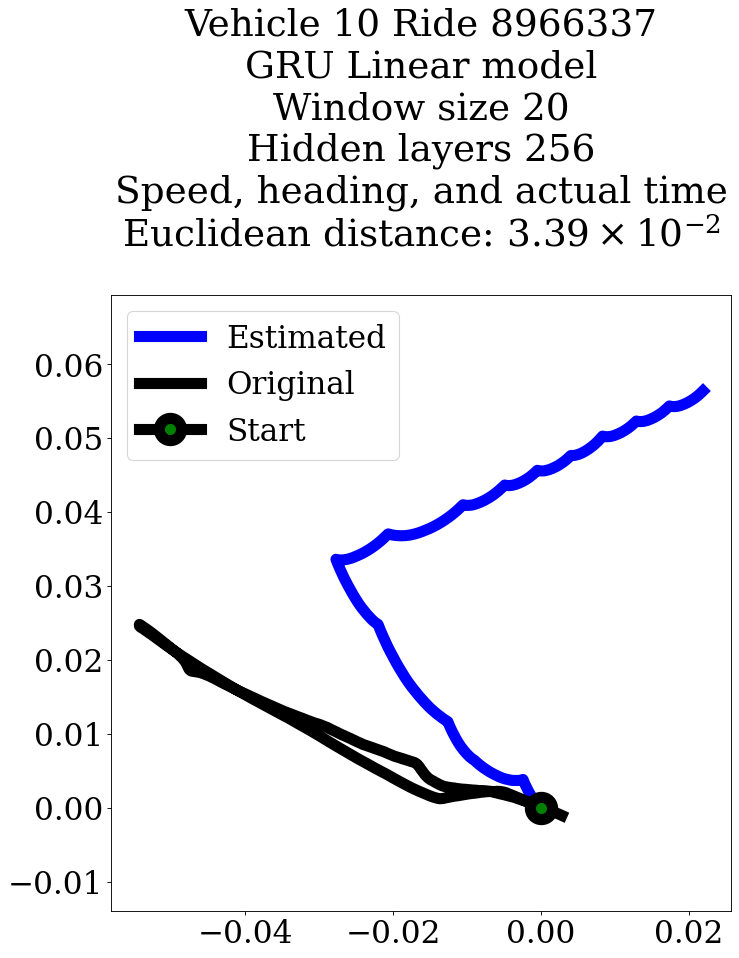 Vehicle 10 Ride 8966337
GRU Linear model
Window size 20
Hidden layers 256
Speed, heading, and actual time
Euclidean distance: 3.39 × 10⁻²
Estimated
Original
Start
0.06
0.05
0.04
0.03
0.02
0.01
0.00
−0.01
−0.04 −0.02 0.00 0.02